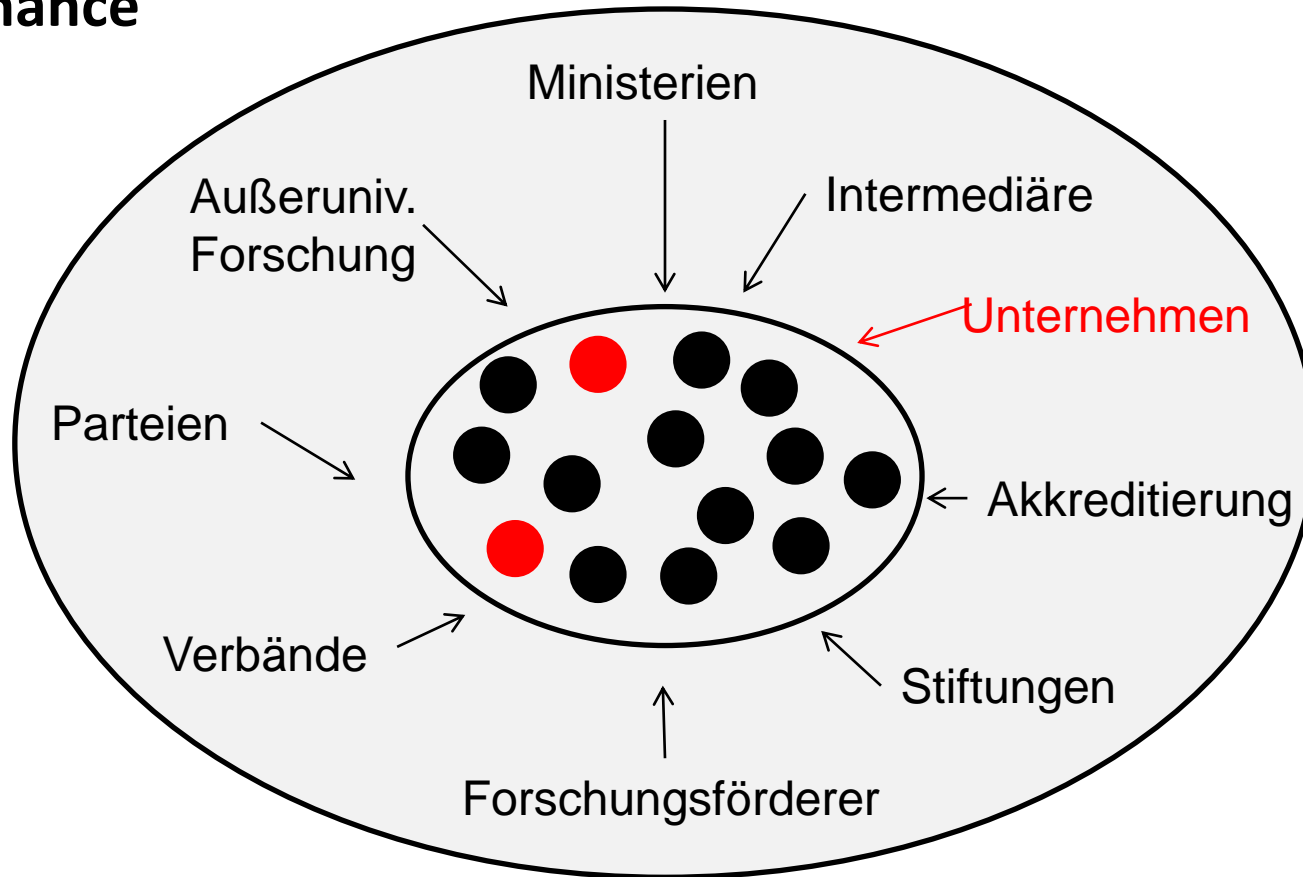 nance
Ministerien
Außeruniv.
Forschung
Intermediäre
Unternehmen
Parteien
Akkreditierung
Verbände
Stiftungen
Forschungsförderer